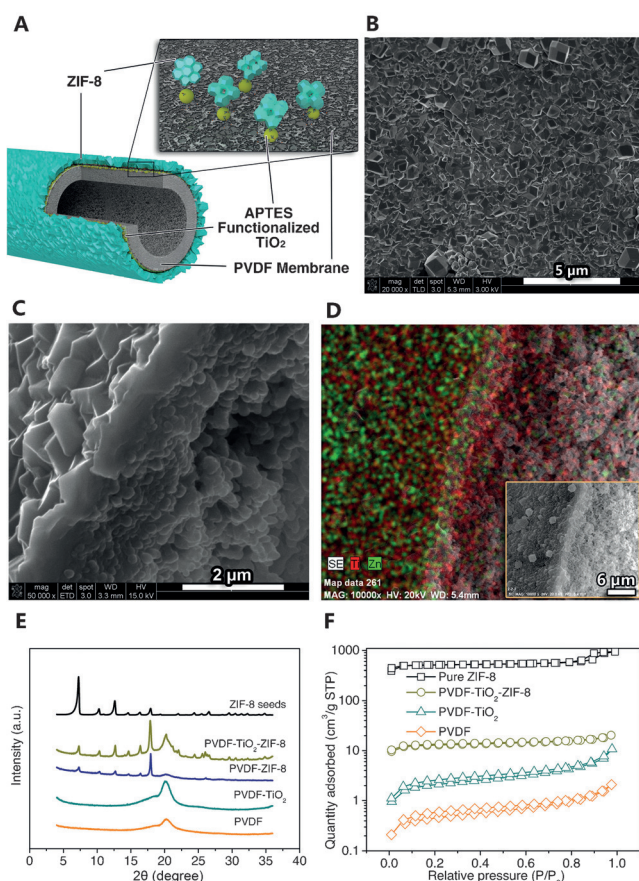 A
ZIF-8
APTES
Functionalized
TiO₂
PVDF Membrane
B
mag
det
spot
WD
HV
20 000 x
TLD
3.0
5.3 mm
3.00 kV
5 µm
C
mag
det
spot
WD
HV
50 000 x
ETD
3.0
3.3 mm
15.0 kV
2 µm
D
SE Ti Zn
Map data 261
MAG: 10000x HV: 20kV WD: 5.4mm
6 µm
E
Intensity (a.u.)
ZIF-8 seeds
PVDF-TiO₂-ZIF-8
PVDF-ZIF-8
PVDF-TiO₂
PVDF
0 5 10 15 20 25 30 35 40
2θ (degree)
F
Quantity adsorbed (cm³/g STP)
1000
100
10
1
0.1
Pure ZIF-8
PVDF-TiO₂-ZIF-8
PVDF-TiO₂
PVDF
0.0 0.2 0.4 0.6 0.8 1.0